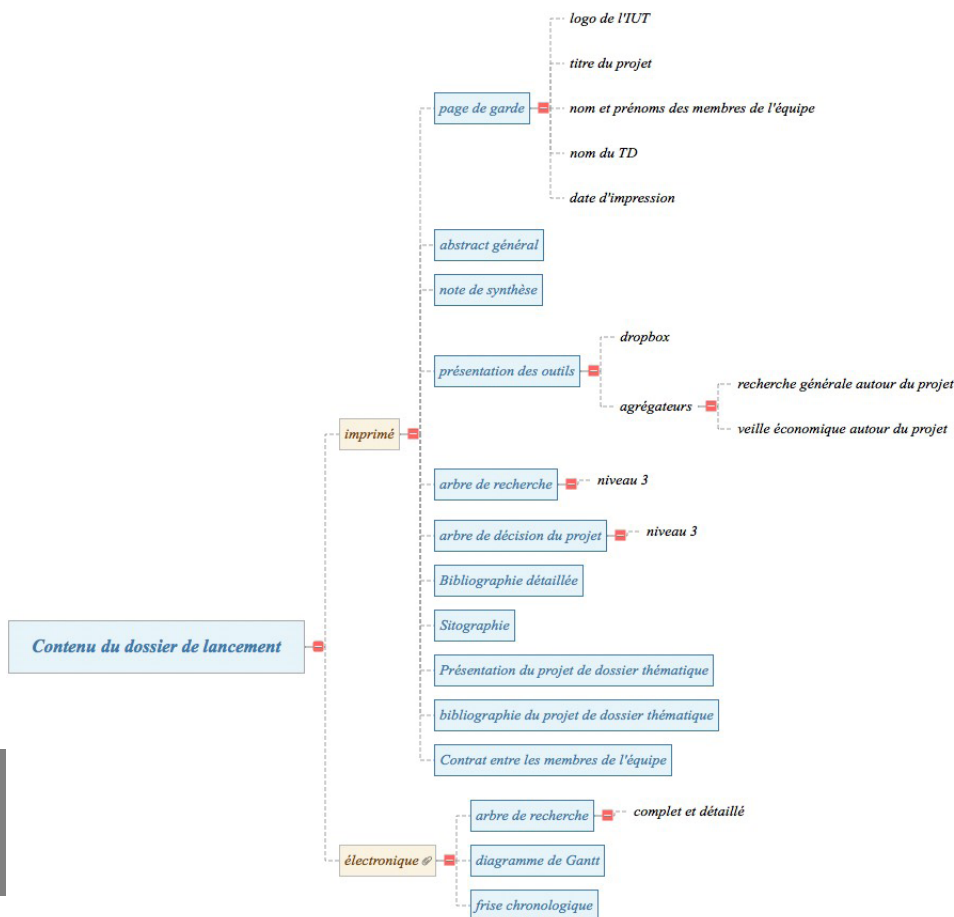 logo de l'IUT
titre du projet
page de garde
nom et prénoms des membres de l'équipe
nom du TD
date d'impression
abstract général
note de synthèse
dropbox
présentation des outils
recherche générale autour du projet
agrégateurs
veille économique autour du projet
imprimé
arbre de recherche
niveau 3
arbre de décision du projet
niveau 3
Bibliographie détaillée
Sitographie
Contenu du dossier de lancement
Présentation du projet de dossier thématique
bibliographie du projet de dossier thématique
Contrat entre les membres de l'équipe
arbre de recherche
complet et détaillé
électronique
diagramme de Gantt
frise chronologique